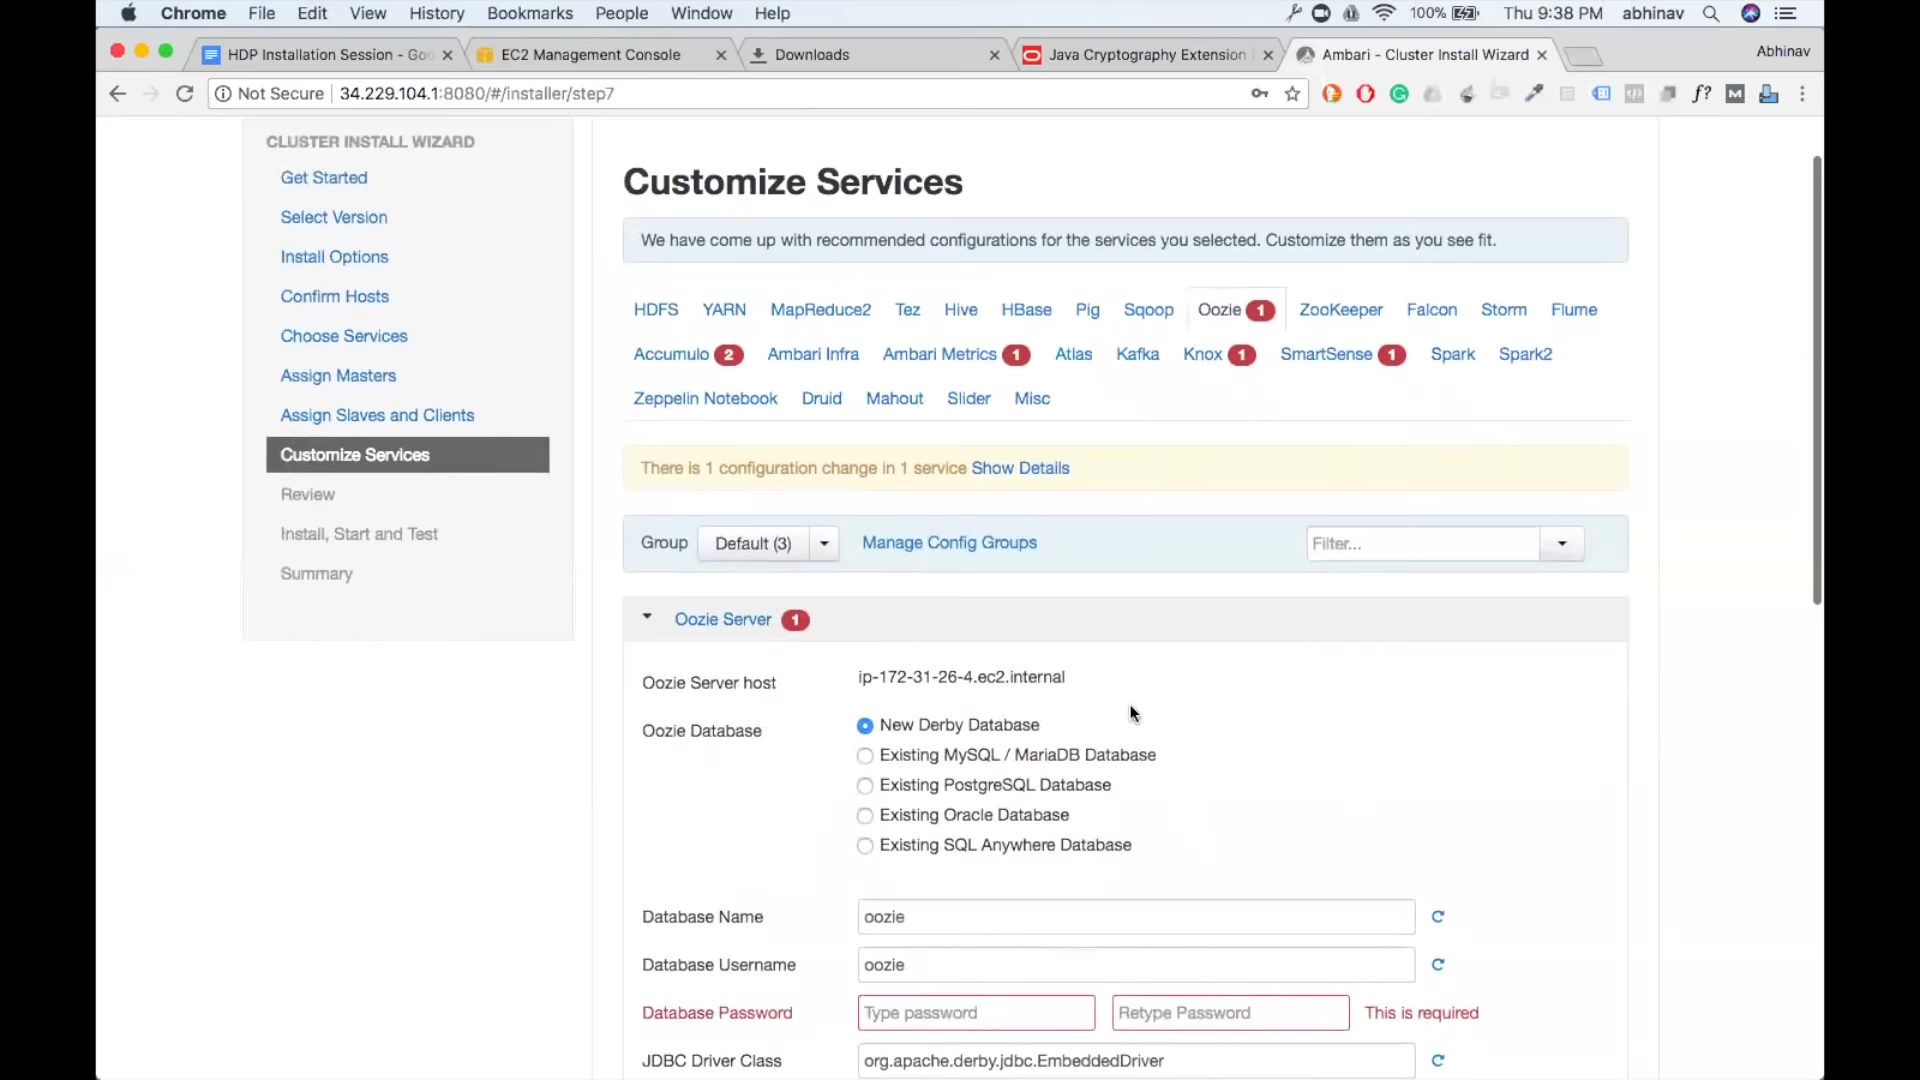 Chrome File Edit View History Bookmarks People Window Help 100% Thu 9:38 PM abhinav
HDP Installation Session - Goo EC2 Management Console Downloads Java Cryptography Extension Ambari - Cluster Install Wizard Abhinav
Not Secure 34.229.104.1:8080/#/installer/step7 f? M
CLUSTER INSTALL WIZARD
Get Started
Select Version
Install Options
Confirm Hosts
Choose Services
Assign Masters
Assign Slaves and Clients
Customize Services
Review
Install, Start and Test
Summary
Customize Services
We have come up with recommended configurations for the services you selected. Customize them as you see fit.
HDFS YARN MapReduce2 Tez Hive HBase Pig Sqoop Oozie 1 ZooKeeper Falcon Storm Flume
Accumulo 2 Ambari Infra Ambari Metrics 1 Atlas Kafka Knox 1 SmartSense 1 Spark Spark2
Zeppelin Notebook Druid Mahout Slider Misc
There is 1 configuration change in 1 service Show Details
Group Default (3) Manage Config Groups Filter...
Oozie Server 1
Oozie Server host ip-172-31-26-4.ec2.internal
Oozie Database New Derby Database
Existing MySQL / MariaDB Database
Existing PostgreSQL Database
Existing Oracle Database
Existing SQL Anywhere Database
Database Name oozie
Database Username oozie
Database Password Type password Retype Password This is required
JDBC Driver Class org.apache.derby.jdbc.EmbeddedDriver